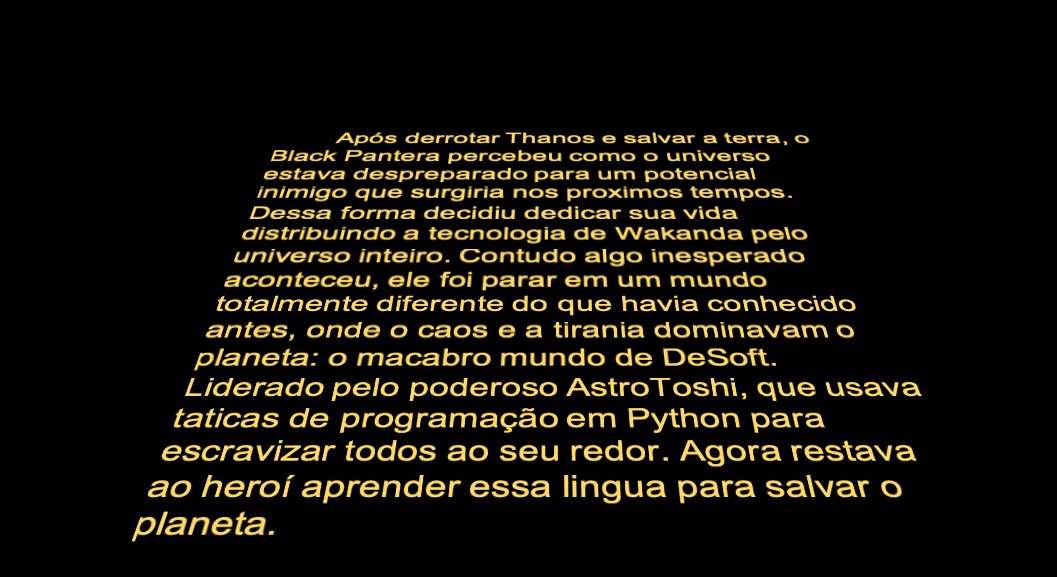 Após derrotar Thanos e salvar a terra, o
Black Pantera percebeu como o universo
estava despreparado para um potencial
inimigo que surgiria nos proximos tempos.
Dessa forma decidiu dedicar sua vida
distribuindo a tecnologia de Wakanda pelo
universo inteiro. Contudo algo inesperado
aconteceu, ele foi parar em um mundo
totalmente diferente do que havia conhecido
antes, onde o caos e a tirania dominavam o
planeta: o macabro mundo de DeSoft.
Liderado pelo poderoso AstroToshi, que usava
taticas de programação em Python para
escravizar todos ao seu redor. Agora restava
ao heroí aprender essa lingua para salvar o
planeta.